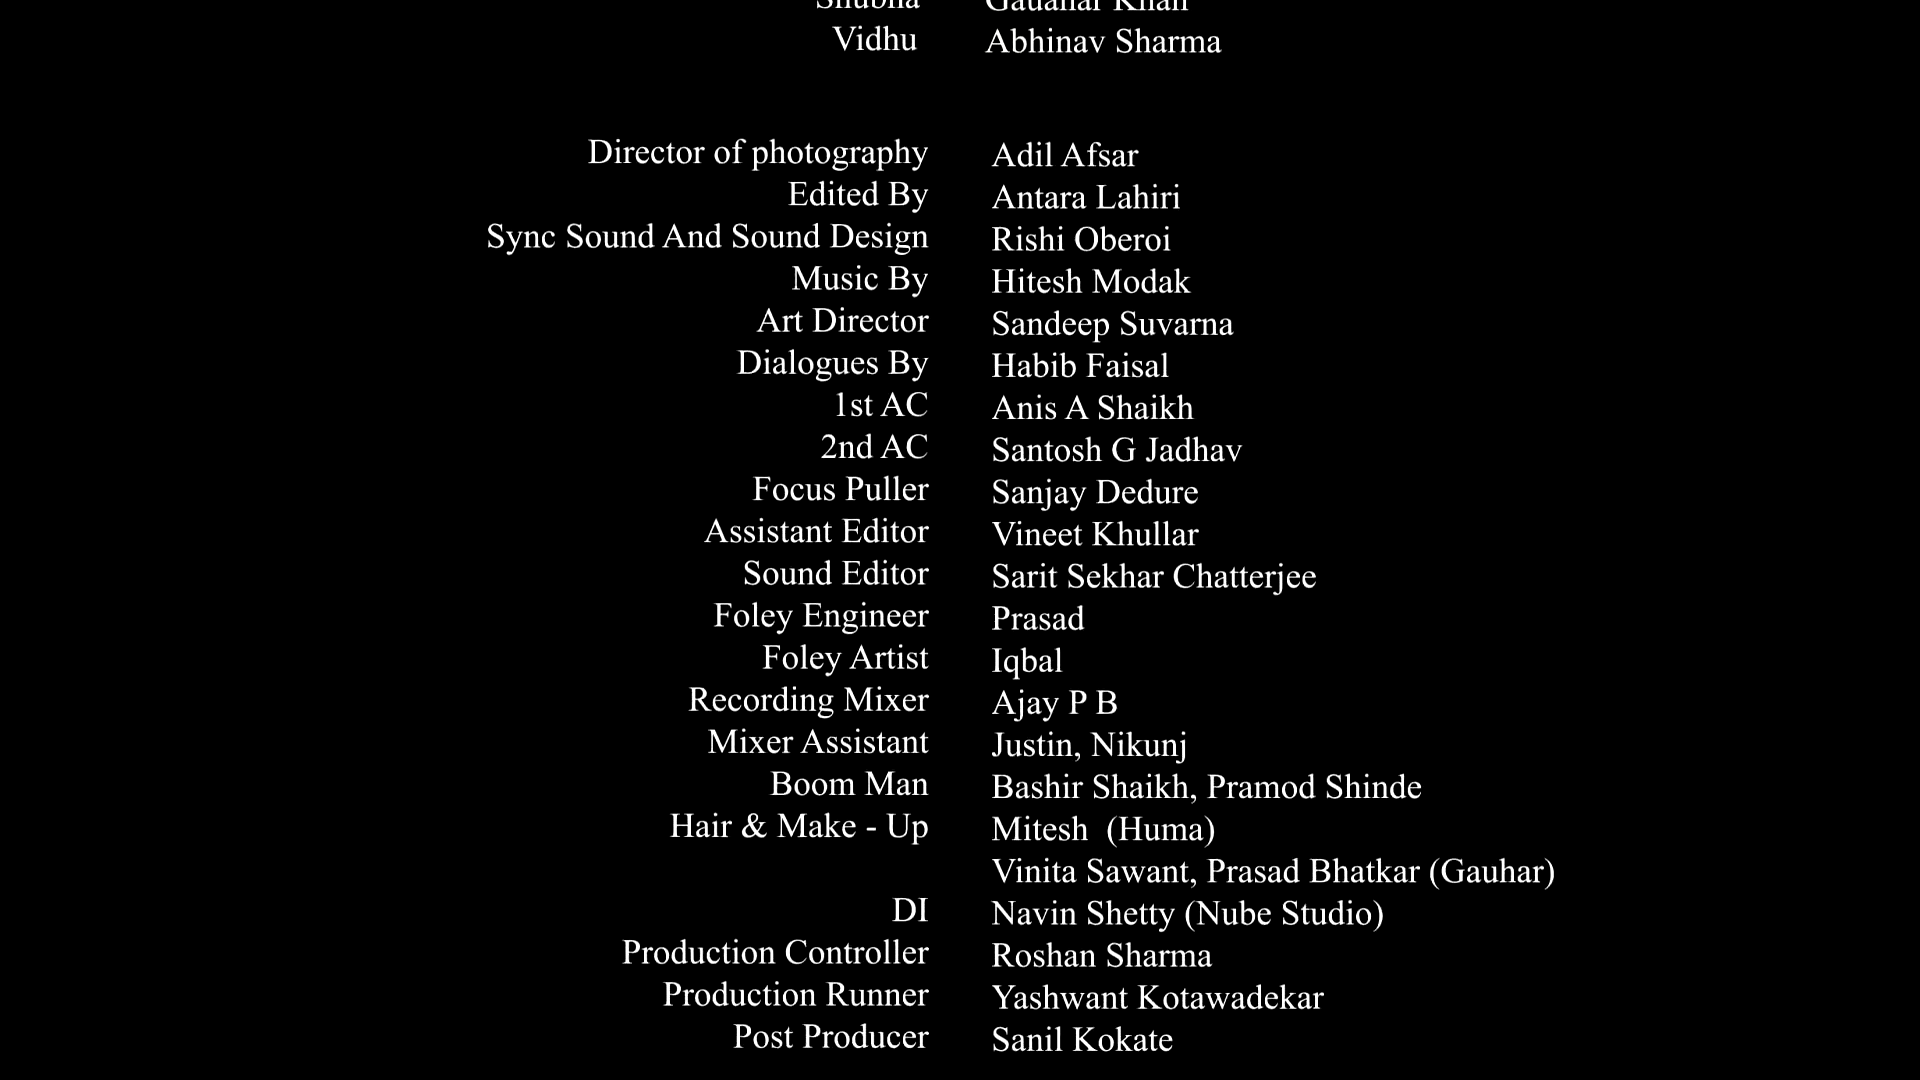 Shubha Gauahar Khan
Vidhu Abhinav Sharma
Director of photography Adil Afsar
Edited By Antara Lahiri
Sync Sound And Sound Design Rishi Oberoi
Music By Hitesh Modak
Art Director Sandeep Suvarna
Dialogues By Habib Faisal
1st AC Anis A Shaikh
2nd AC Santosh G Jadhav
Focus Puller Sanjay Dedure
Assistant Editor Vineet Khullar
Sound Editor Sarit Sekhar Chatterjee
Foley Engineer Prasad
Foley Artist Iqbal
Recording Mixer Ajay P B
Mixer Assistant Justin, Nikunj
Boom Man Bashir Shaikh, Pramod Shinde
Hair & Make - Up Mitesh (Huma)
Vinita Sawant, Prasad Bhatkar (Gauhar)
DI Navin Shetty (Nube Studio)
Production Controller Roshan Sharma
Production Runner Yashwant Kotawadekar
Post Producer Sanil Kokate